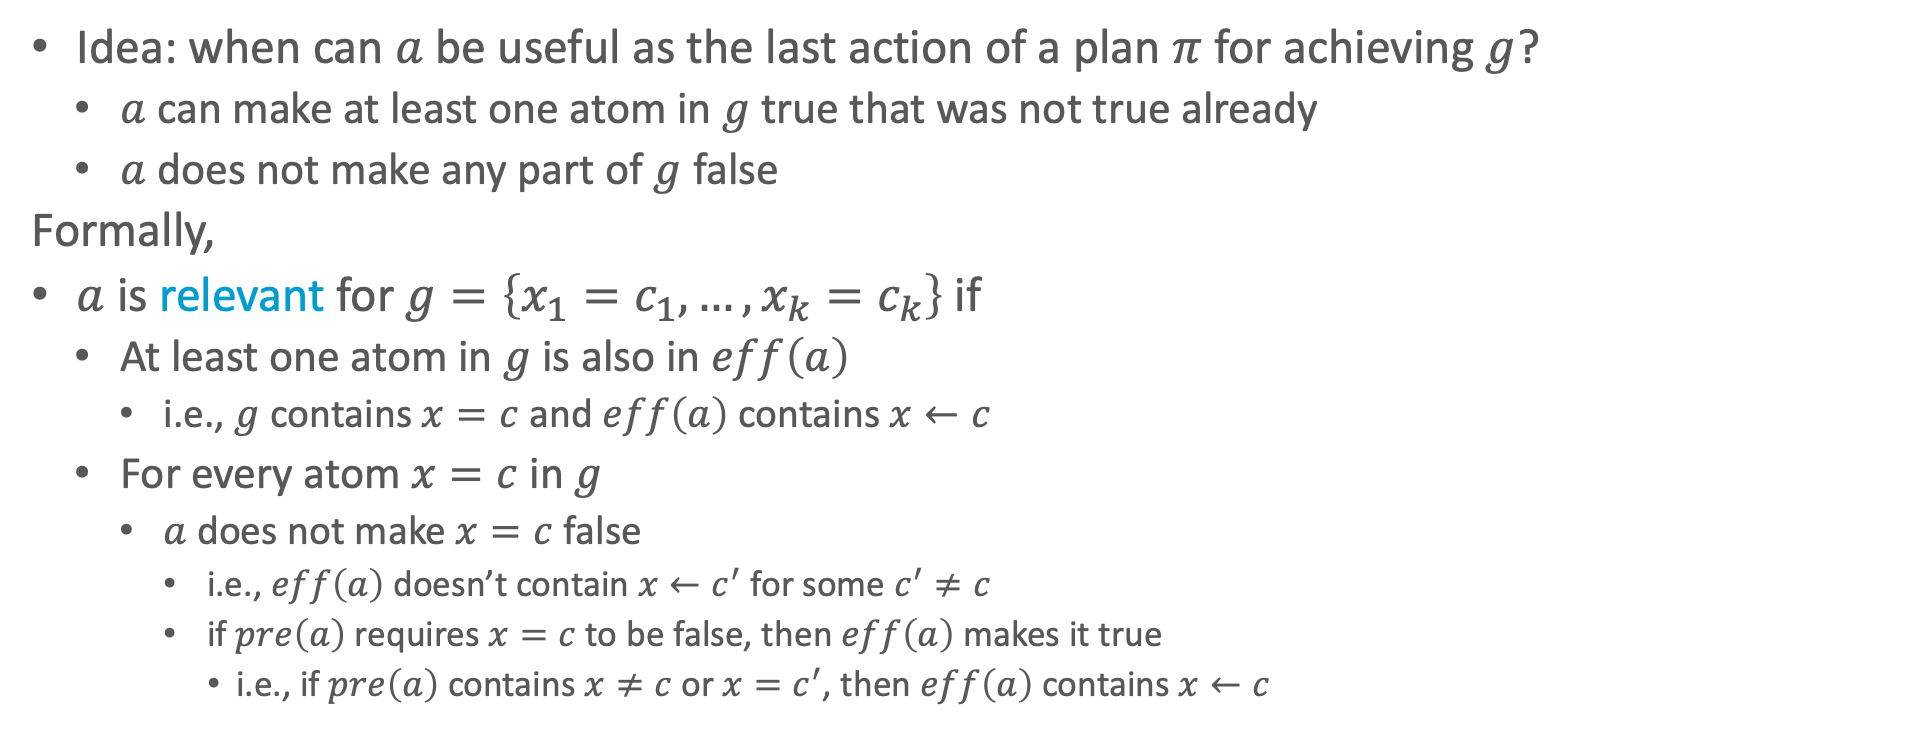 • Idea: when can a be useful as the last action of a plan π for achieving g?
• a can make at least one atom in g true that was not true already
• a does not make any part of g false
Formally,
• a is relevant for g = {x₁ = c₁, … , xₖ = cₖ} if
• At least one atom in g is also in eff(a)
• i.e., g contains x = c and eff(a) contains x ← c
• For every atom x = c in g
• a does not make x = c false
• i.e., eff(a) doesn’t contain x ← c′ for some c′ ≠ c
• if pre(a) requires x = c to be false, then eff(a) makes it true
• i.e., if pre(a) contains x ≠ c or x = c′, then eff(a) contains x ← c